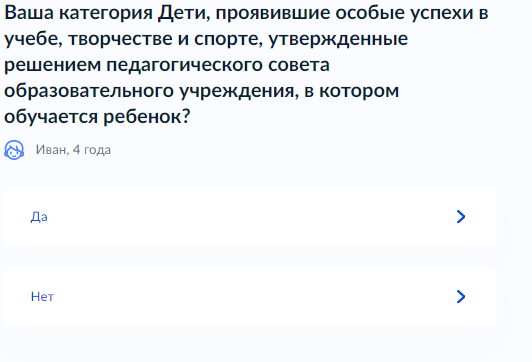 Ваша категория Дети, проявившие особые успехи в
учебе, творчестве и спорте, утвержденные
решением педагогического совета
образовательного учреждения, в котором
обучается ребенок?
Иван, 4 года
Да
Нет